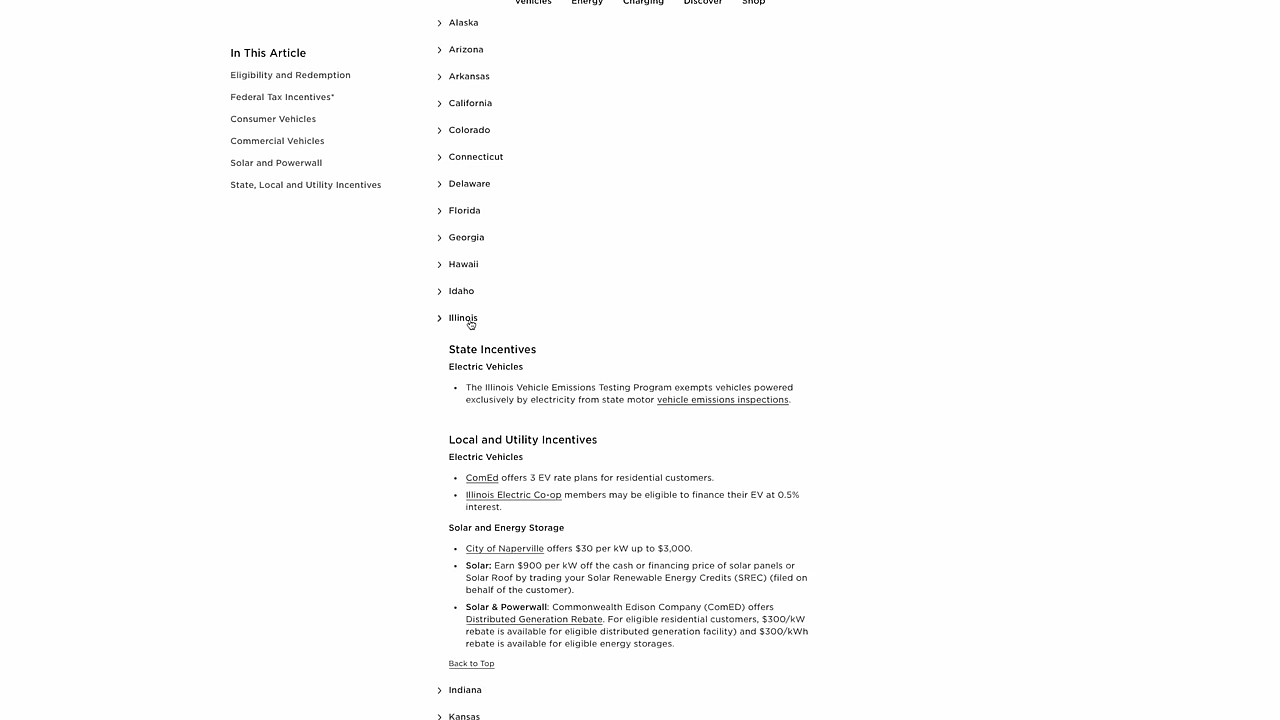 Vehicles Energy Charging Discover Shop
In This Article
Eligibility and Redemption
Federal Tax Incentives*
Consumer Vehicles
Commercial Vehicles
Solar and Powerwall
State, Local and Utility Incentives
Alaska
Arizona
Arkansas
California
Colorado
Connecticut
Delaware
Florida
Georgia
Hawaii
Idaho
Illinois
State Incentives
Electric Vehicles
• The Illinois Vehicle Emissions Testing Program exempts vehicles powered
exclusively by electricity from state motor vehicle emissions inspections.
Local and Utility Incentives
Electric Vehicles
• ComEd offers 3 EV rate plans for residential customers.
• Illinois Electric Co-op members may be eligible to finance their EV at 0.5%
interest.
Solar and Energy Storage
• City of Naperville offers $30 per kW up to $3,000.
• Solar: Earn $900 per kW off the cash or financing price of solar panels or
Solar Roof by trading your Solar Renewable Energy Credits (SREC) (filed on
behalf of the customer).
• Solar & Powerwall: Commonwealth Edison Company (ComED) offers
Distributed Generation Rebate. For eligible residential customers, $300/kW
rebate is available for eligible distributed generation facility) and $300/kWh
rebate is available for eligible energy storages.
Back to Top
Indiana
Kansas